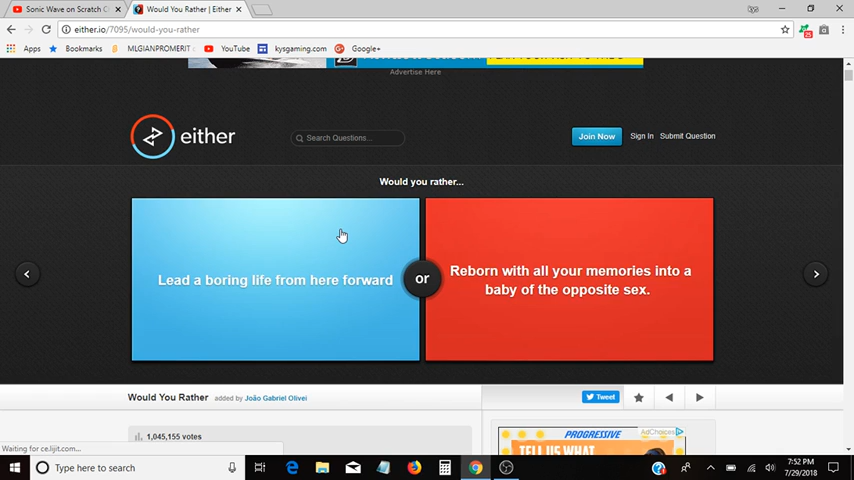 Sonic Wave on Scratch
Would You Rather | Either
either.io/7095/would-you-rather
Apps
Bookmarks
MLGIANPROMERIT
YouTube
kysgaming.com
Google+
Advertise Here
either
Search Questions...
Join Now
Sign In
Submit Question
Would you rather...
Lead a boring life from here forward
or
Reborn with all your memories into a
baby of the opposite sex.
Would You Rather added by João Gabriel Olivei
Tweet
1,045,155 votes
PROGRESSIVE
AdChoices
TELL US WHAT
Waiting for ce.lijit.com...
Type here to search
7:52 PM
7/29/2018